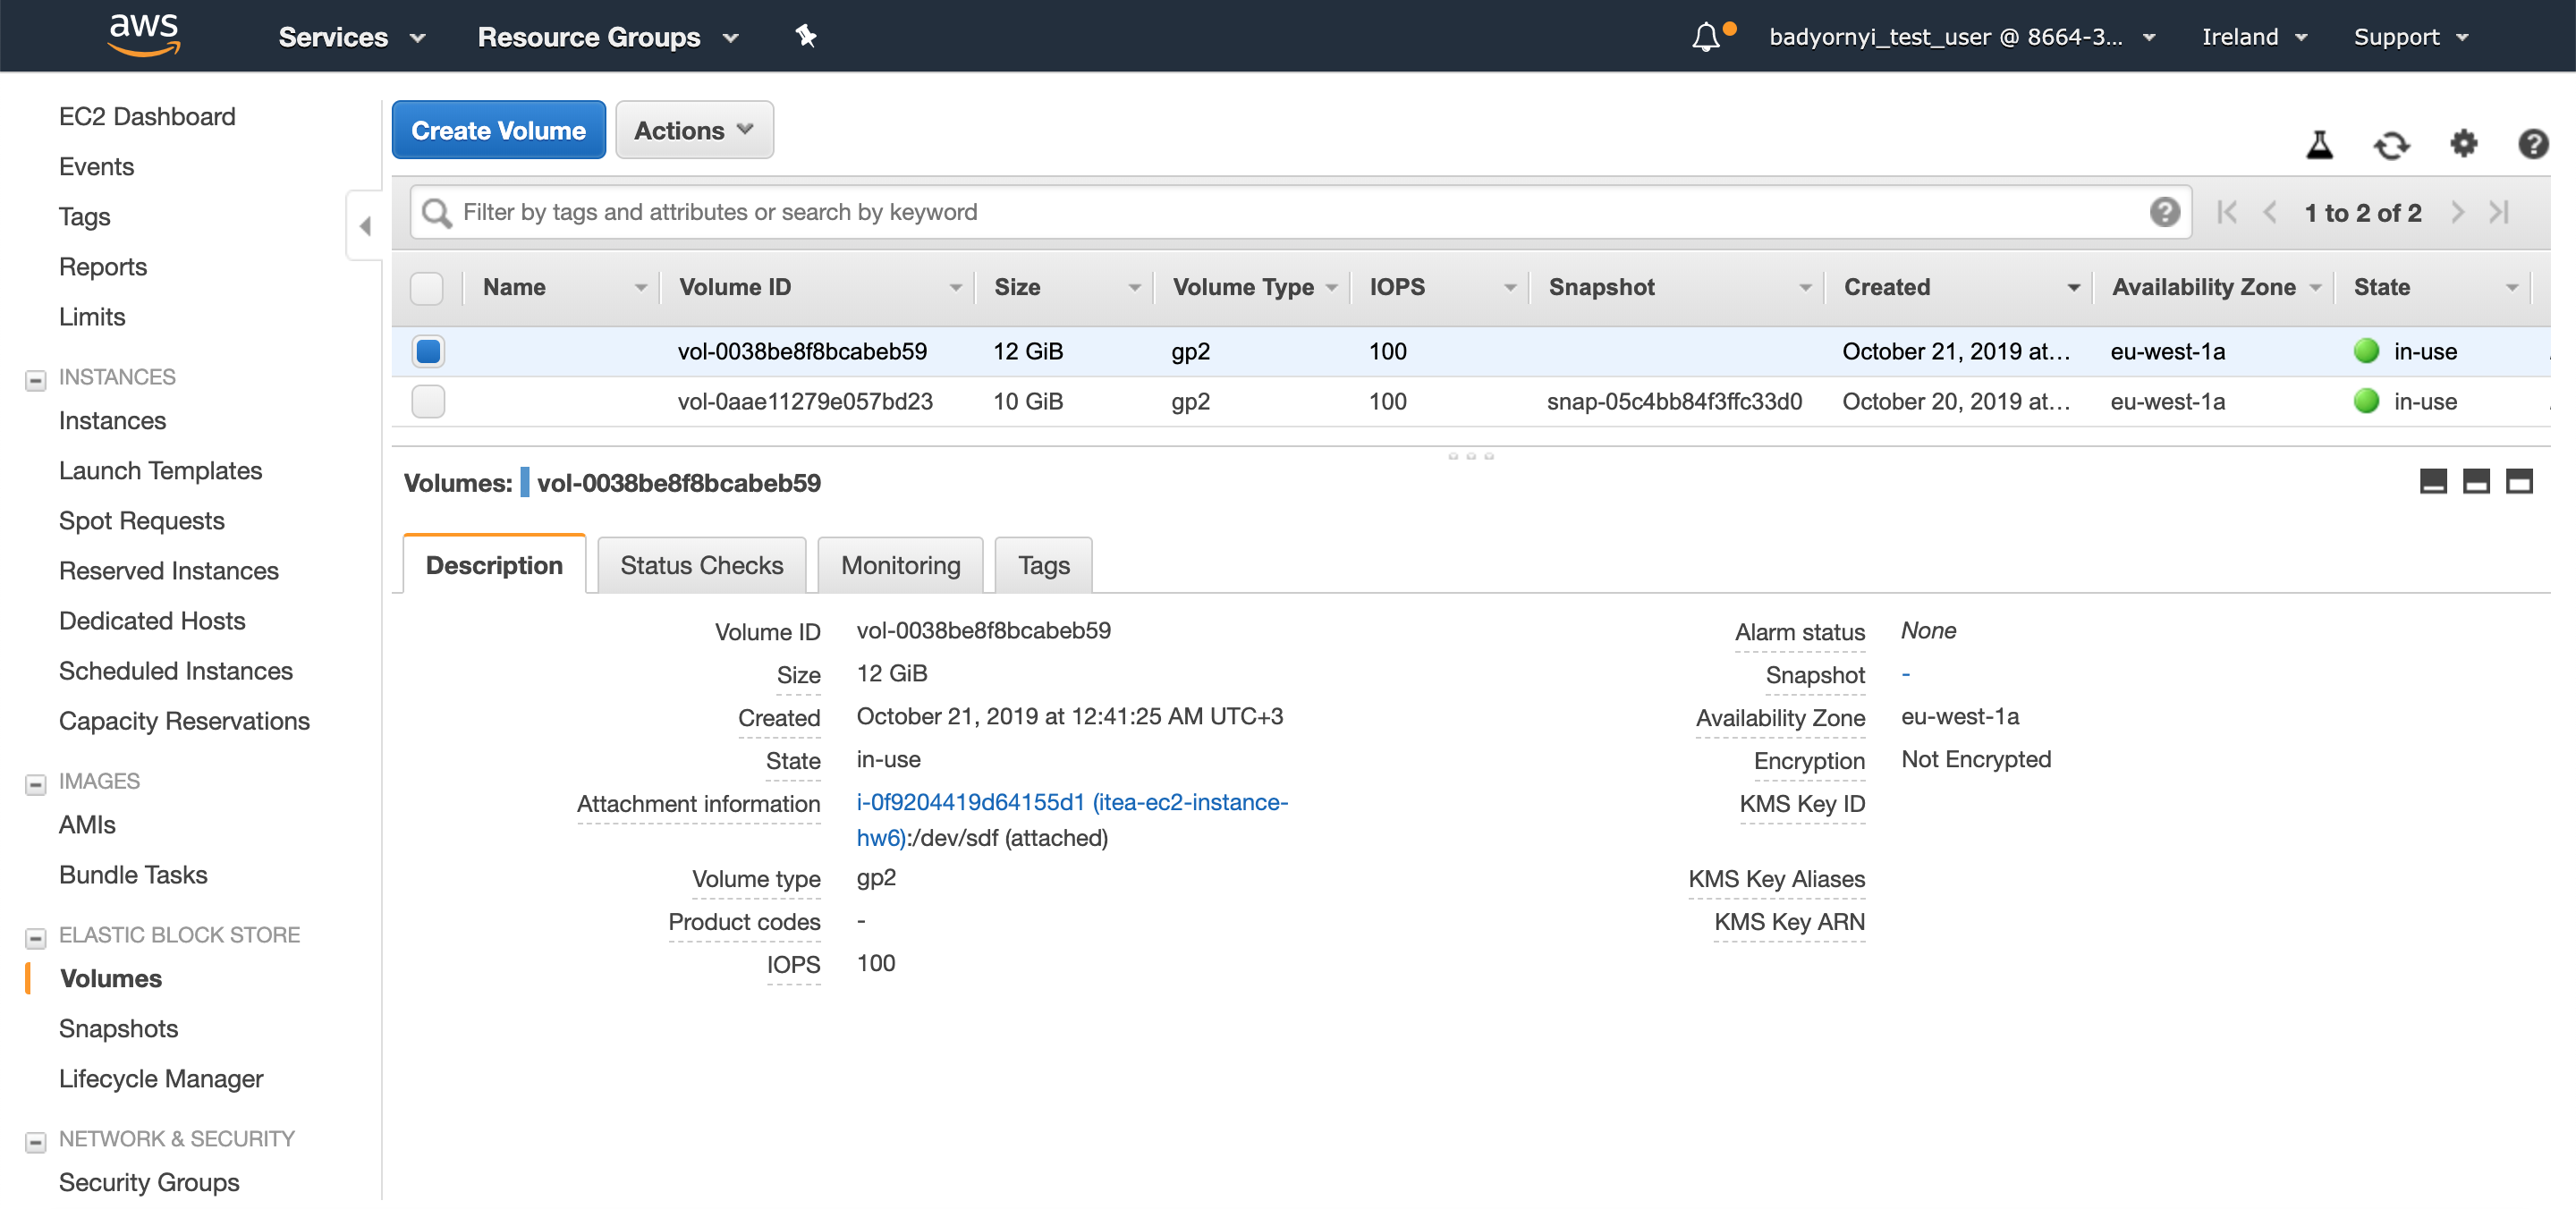 aws Services Resource Groups badyornyi_test_user @ 8664-3... Ireland Support
EC2 Dashboard
Events
Tags
Reports
Limits
INSTANCES
Instances
Launch Templates
Spot Requests
Reserved Instances
Dedicated Hosts
Scheduled Instances
Capacity Reservations
IMAGES
AMIs
Bundle Tasks
ELASTIC BLOCK STORE
Volumes
Snapshots
Lifecycle Manager
NETWORK & SECURITY
Security Groups
Create Volume Actions
Filter by tags and attributes or search by keyword 1 to 2 of 2
Name Volume ID Size Volume Type IOPS Snapshot Created Availability Zone State
vol-0038be8f8bcabeb59 12 GiB gp2 100 October 21, 2019 at... eu-west-1a in-use
vol-0aae11279e057bd23 10 GiB gp2 100 snap-05c4bb84f3ffc33d0 October 20, 2019 at... eu-west-1a in-use
Volumes: vol-0038be8f8bcabeb59
Description Status Checks Monitoring Tags
Volume ID vol-0038be8f8bcabeb59
Size 12 GiB
Created October 21, 2019 at 12:41:25 AM UTC+3
State in-use
Attachment information i-0f9204419d64155d1 (itea-ec2-instance-
hw6):/dev/sdf (attached)
Volume type gp2
Product codes -
IOPS 100
Alarm status None
Snapshot -
Availability Zone eu-west-1a
Encryption Not Encrypted
KMS Key ID
KMS Key Aliases
KMS Key ARN